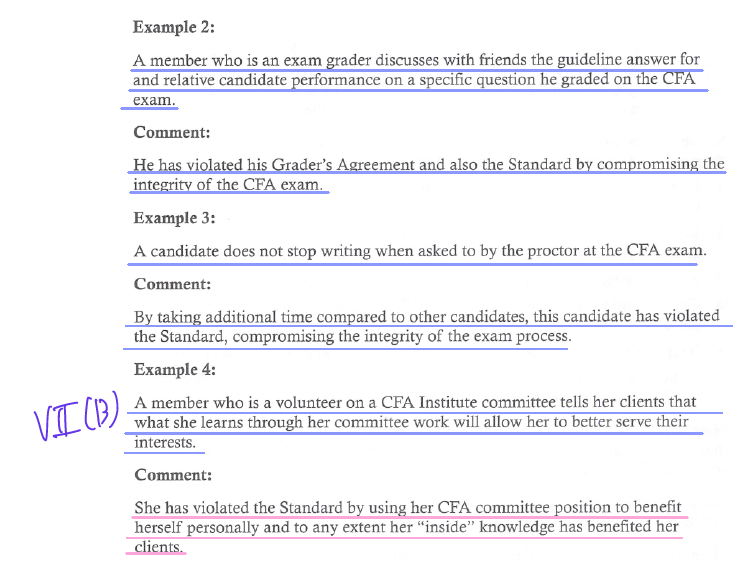 Example 2:
A member who is an exam grader discusses with friends the guideline answer for
and relative candidate performance on a specific question he graded on the CFA
exam.
Comment:
He has violated his Grader's Agreement and also the Standard by compromising the
integrity of the CFA exam.
Example 3:
A candidate does not stop writing when asked to by the proctor at the CFA exam.
Comment:
By taking additional time compared to other candidates, this candidate has violated
the Standard, compromising the integrity of the exam process.
Example 4:
VII (B)
A member who is a volunteer on a CFA Institute committee tells her clients that
what she learns through her committee work will allow her to better serve their
interests.
Comment:
She has violated the Standard by using her CFA committee position to benefit
herself personally and to any extent her “inside” knowledge has benefited her
clients.